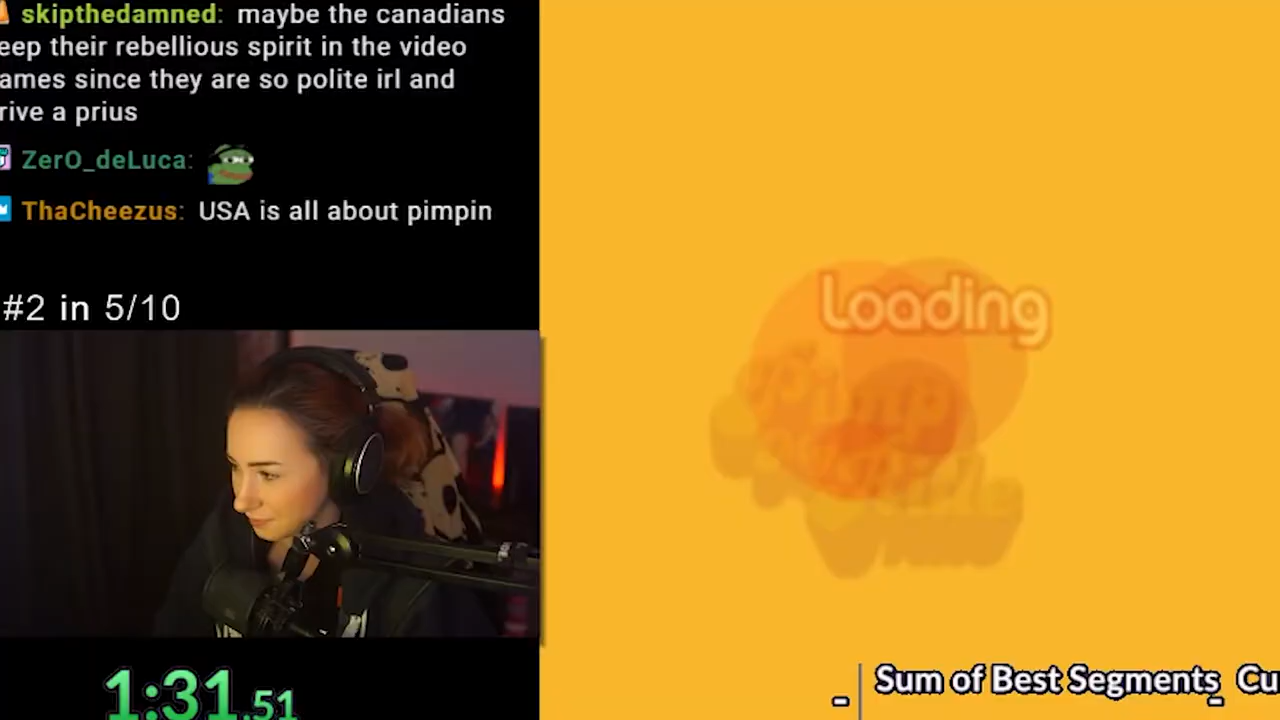 skipthedamned: maybe the canadians
eep their rebellious spirit in the video
ames since they are so polite irl and
rive a prius
ZerO_deLuca:
ThaCheezus: USA is all about pimpin
#2 in 5/10
Loading
Pimp
1:31.51
- Sum of Best Segments - Cu